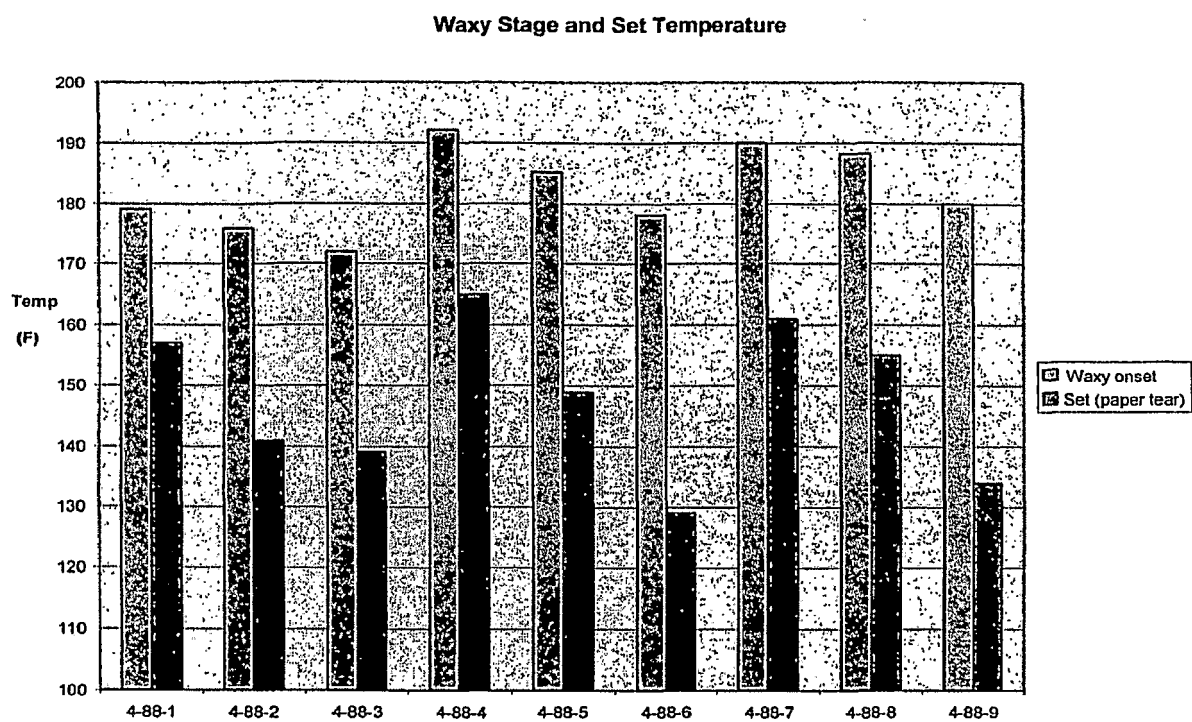 Waxy Stage and Set Temperature
200
190
180
170
160
150
140
130
120
110
100
Temp
(F)
4-88-1 4-88-2 4-88-3 4-88-4 4-88-5 4-88-6 4-88-7 4-88-8 4-88-9
Waxy onset
Set (paper tear)